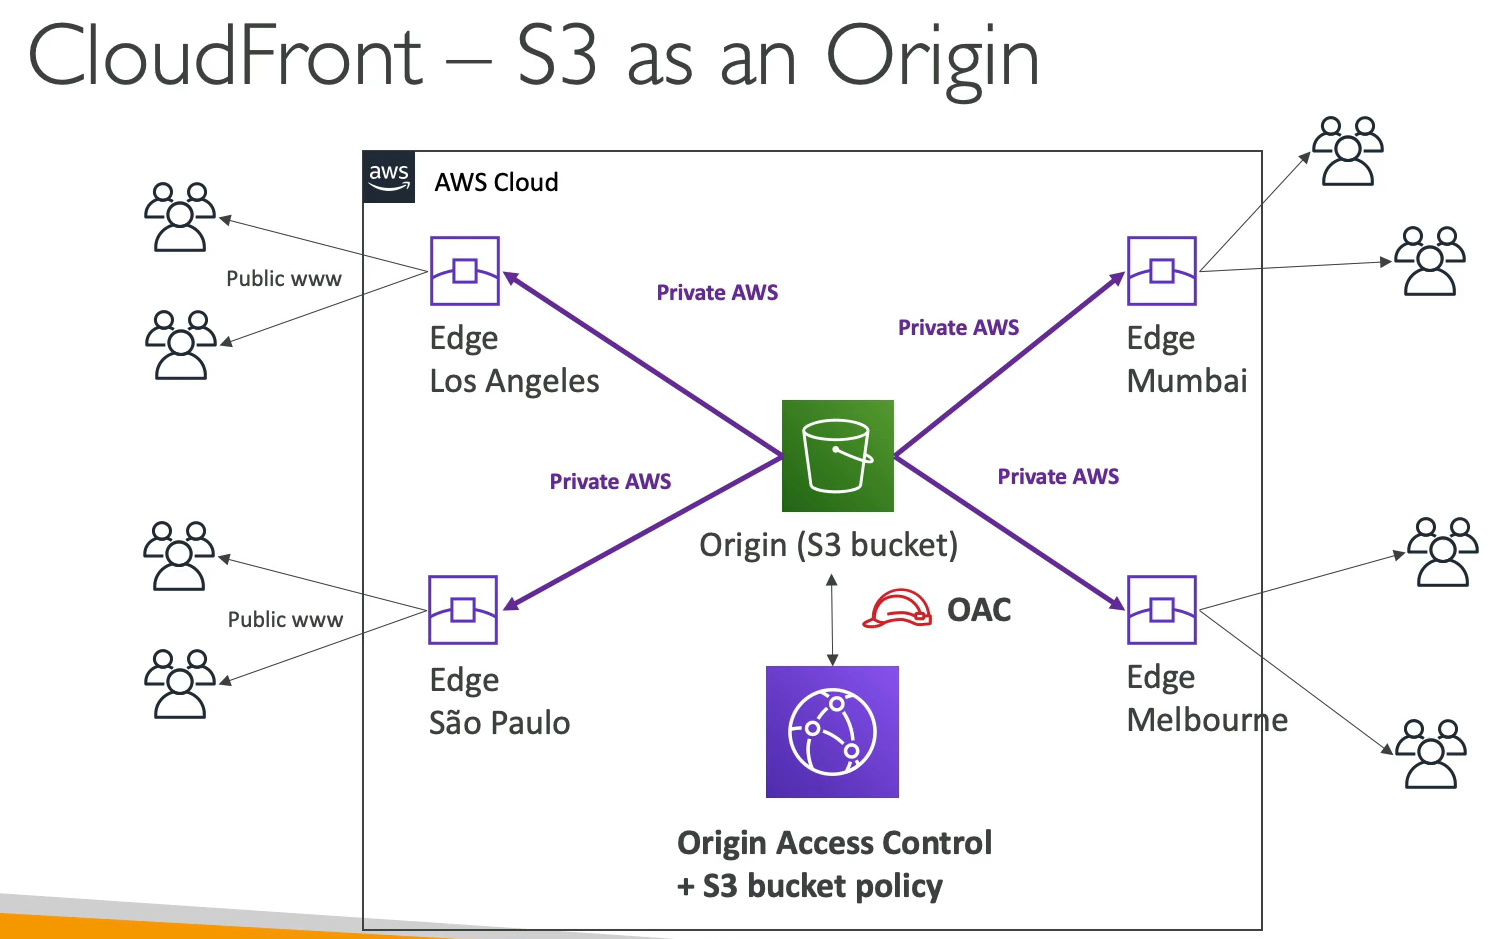 CloudFront – S3 as an Origin
aws
AWS Cloud
Public www
Edge
Los Angeles
Private AWS
Private AWS
Edge
Mumbai
Private AWS
Private AWS
Origin (S3 bucket)
OAC
Public www
Edge
São Paulo
Edge
Melbourne
Origin Access Control
+ S3 bucket policy